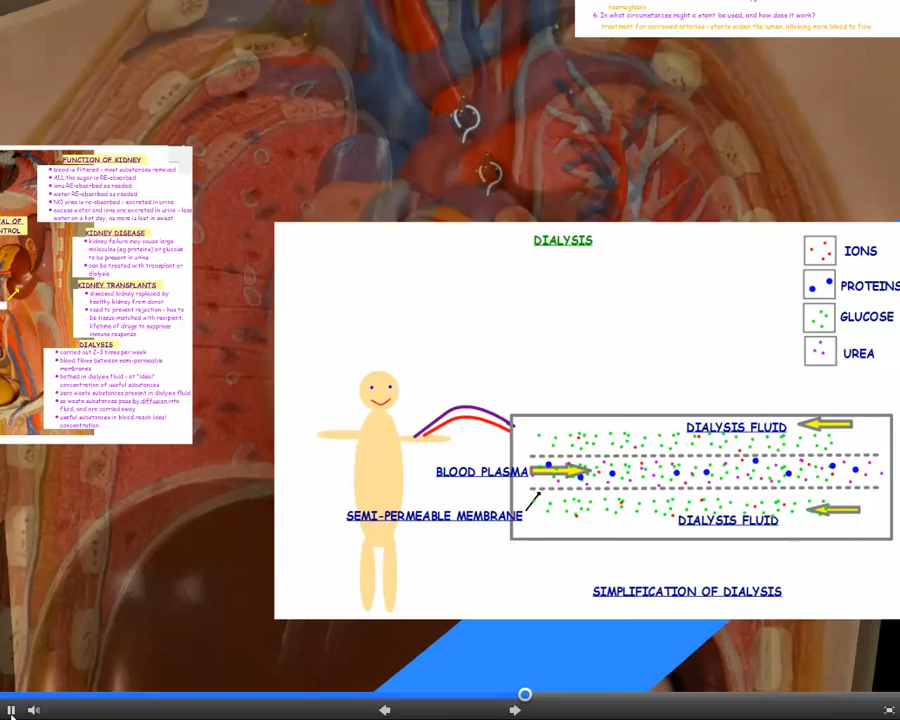 haemoglobin
6. In what circumstances might a stent be used, and how does it work?
treatment for narrowed arteries - stents widen the lumen, allowing more blood to flow.
FUNCTION OF KIDNEY
blood is filtered - most substances removed
ALL the sugar is RE-absorbed
ions RE-absorbed as needed
water RE-absorbed as needed
NO urea is re-absorbed - excreted in urine
excess water and ions are excreted in urine - less
water on a hot day, as more is lost in sweat
AL OF
NTROL
KIDNEY DISEASE
kidney failure may cause large
molecules (eg proteins) or glucose
to be present in urine
can be treated with transplant or
dialysis.
KIDNEY TRANSPLANTS
diseased kidney replaced by
healthy kidney from donor
need to prevent rejection - has to
be tissue-matched with recipient;
lifetime of drugs to suppress
immune response
DIALYSIS
carried out 2-3 times per week
blood flows between semi-permeable
membranes
bathed in dialysis fluid - at "ideal"
concentration of useful substances
zero waste substances present in dialysis fluid
so waste substances pass by diffusion into
fluid, and are carried away
useful substances in blood reach ideal
concentration.
DIALYSIS
IONS
PROTEINS
GLUCOSE
UREA
DIALYSIS FLUID
BLOOD PLASMA
SEMI-PERMEABLE MEMBRANE
DIALYSIS FLUID
SIMPLIFICATION OF DIALYSIS